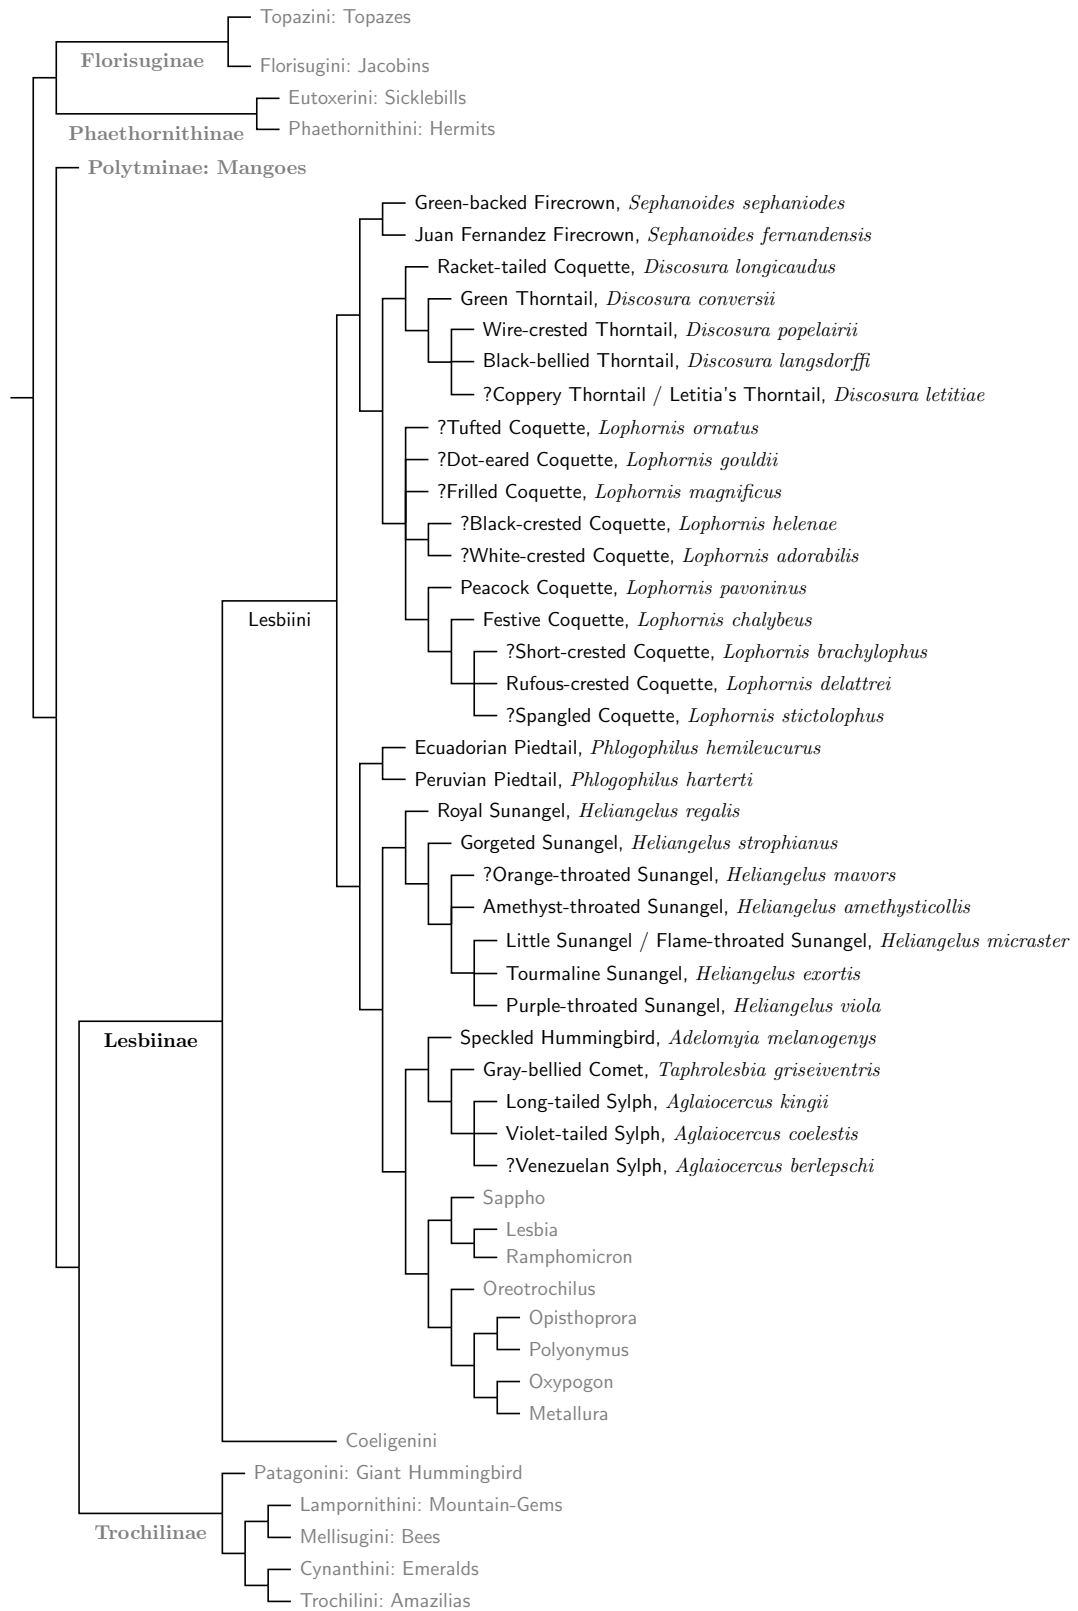 Topazini: Topazes
Florisuginae
Florisugini: Jacobins
Eutoxerini: Sicklebills
Phaethornithinae
Phaethornithini: Hermits
Polytminae: Mangoes
Green-backed Firecrown, Sephanoides sephaniodes
Juan Fernandez Firecrown, Sephanoides fernandensis
Racket-tailed Coquette, Discosura longicaudus
Green Thorntail, Discosura conversii
Wire-crested Thorntail, Discosura popelairii
Black-bellied Thorntail, Discosura langsdorffi
?Coppery Thorntail / Letitia's Thorntail, Discosura letitiae
?Tufted Coquette, Lophornis ornatus
?Dot-eared Coquette, Lophornis gouldii
?Frilled Coquette, Lophornis magnificus
?Black-crested Coquette, Lophornis helenae
?White-crested Coquette, Lophornis adorabilis
Peacock Coquette, Lophornis pavoninus
Lesbiini
Festive Coquette, Lophornis chalybeus
?Short-crested Coquette, Lophornis brachylophus
Rufous-crested Coquette, Lophornis delattrei
?Spangled Coquette, Lophornis stictolophus
Ecuadorian Piedtail, Phlogophilus hemileucurus
Peruvian Piedtail, Phlogophilus harterti
Royal Sunangel, Heliangelus regalis
Gorgeted Sunangel, Heliangelus strophianus
?Orange-throated Sunangel, Heliangelus mavors
Amethyst-throated Sunangel, Heliangelus amethysticollis
Little Sunangel / Flame-throated Sunangel, Heliangelus micraster
Tourmaline Sunangel, Heliangelus exortis
Purple-throated Sunangel, Heliangelus viola
Speckled Hummingbird, Adelomyia melanogenys
Lesbiinae
Gray-bellied Comet, Taphrolesbia griseiventris
Long-tailed Sylph, Aglaiocercus kingii
Violet-tailed Sylph, Aglaiocercus coelestis
?Venezuelan Sylph, Aglaiocercus berlepschi
Sappho
Lesbia
Ramphomicron
Oreotrochilus
Opisthoprora
Polyonymus
Oxypogon
Metallura
Coeligenini
Patagonini: Giant Hummingbird
Lampornithini: Mountain-Gems
Trochilinae
Mellisugini: Bees
Cynanthini: Emeralds
Trochilini: Amazilias